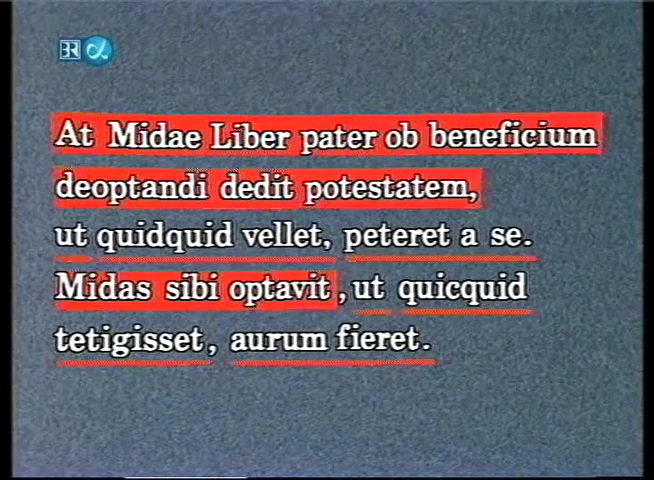 BR α
At Midae Liber pater ob beneficium
deoptandi dedit potestatem,
ut quidquid vellet, peteret a se.
Midas sibi optavit, ut quicquid
tetigisset, aurum fieret.